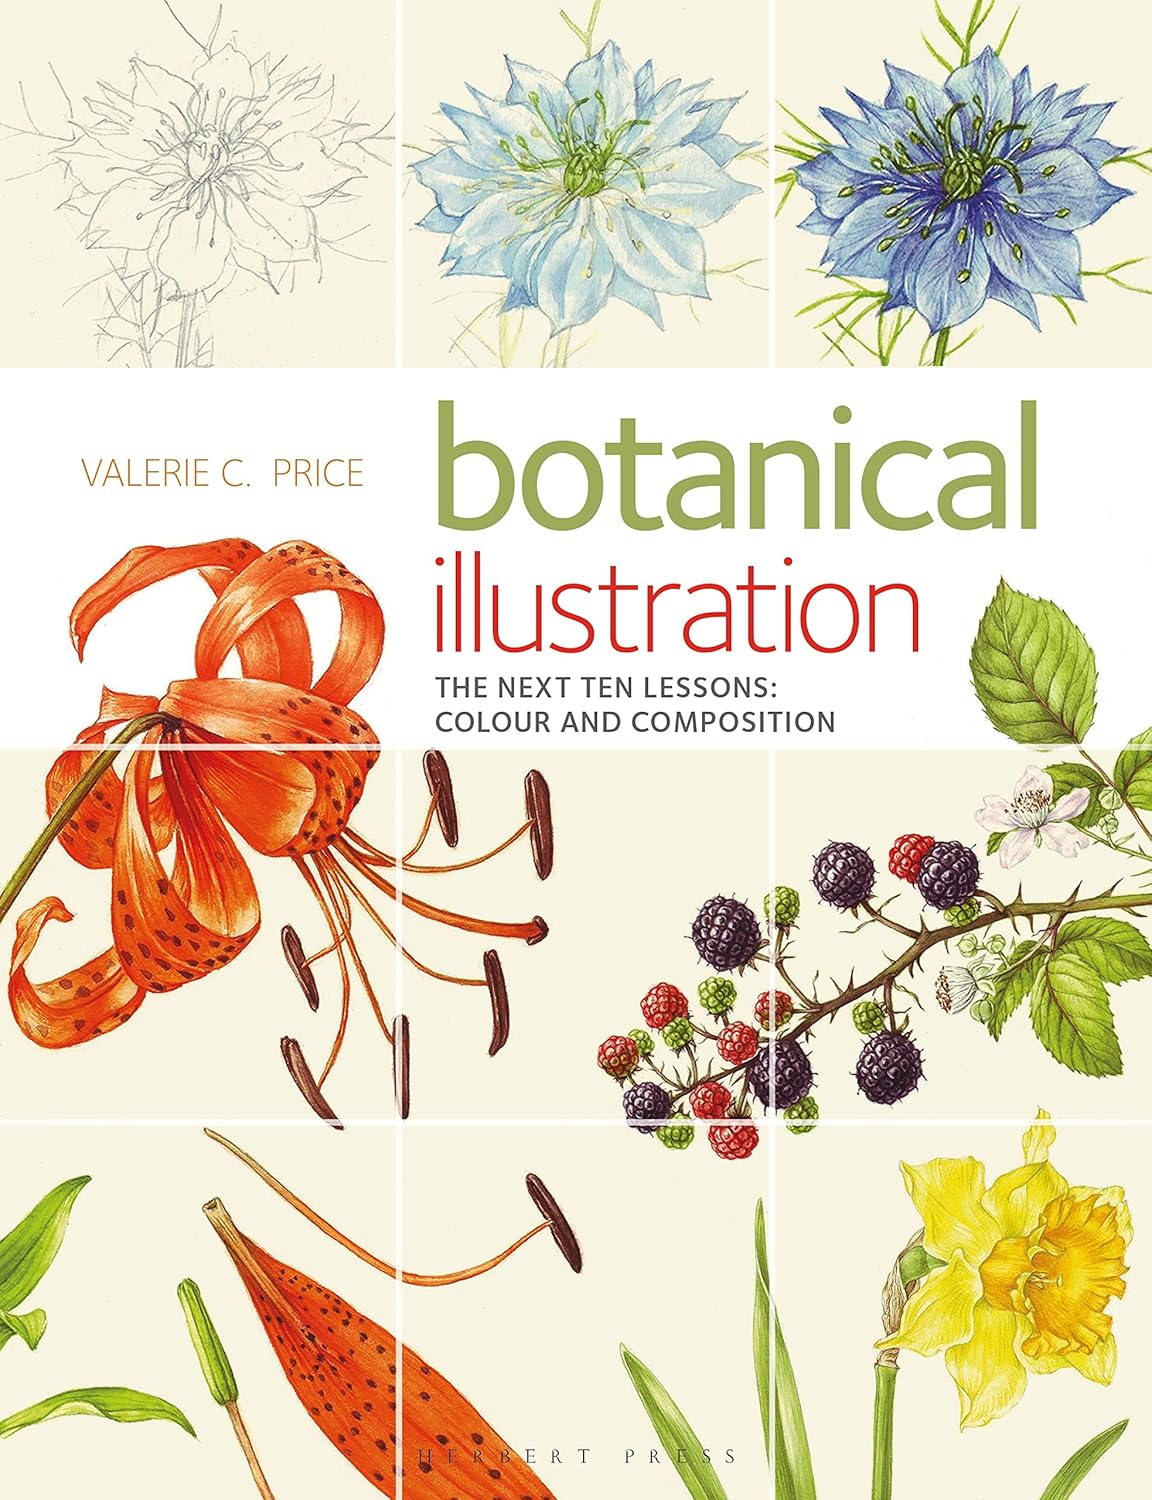 VALERIE C. PRICE
botanical
illustration
THE NEXT TEN LESSONS:
COLOUR AND COMPOSITION
HERBERT PRESS